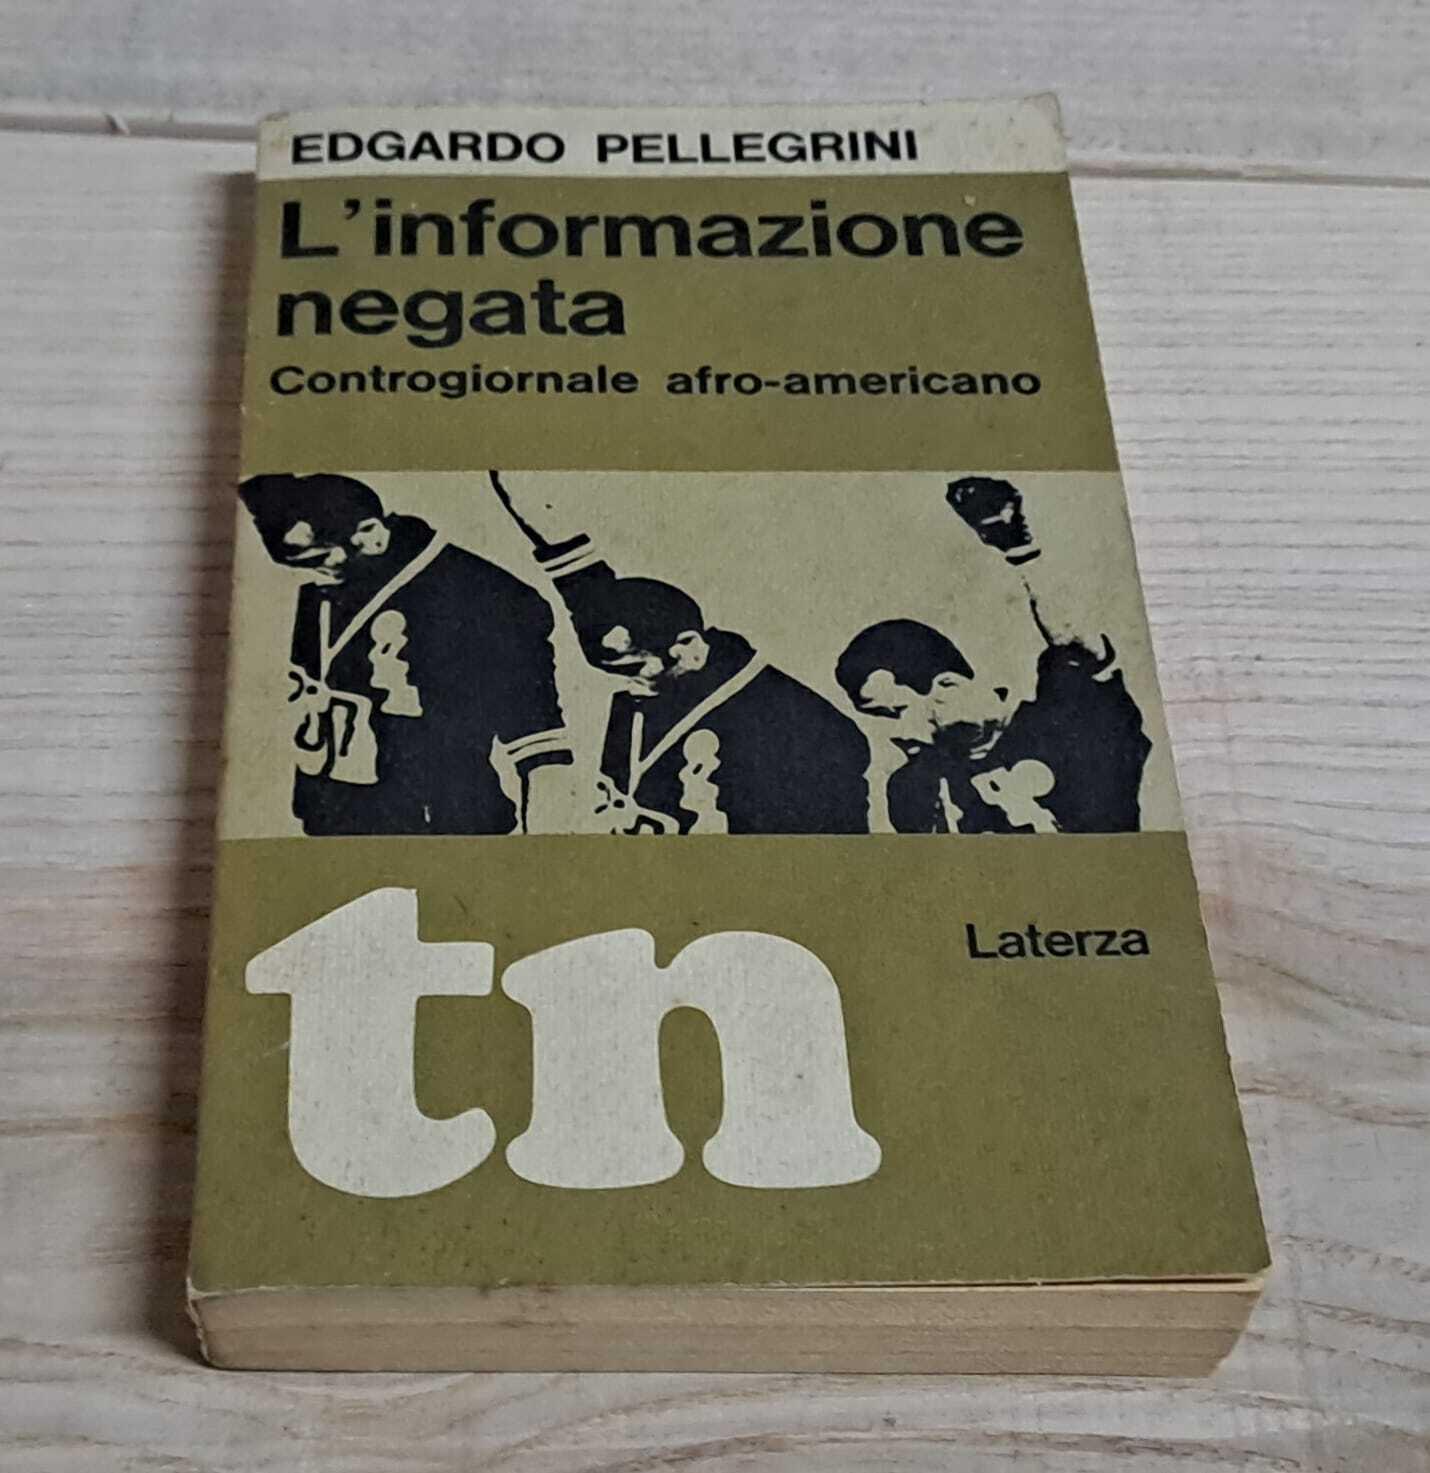 EDGARDO PELLEGRINI
L'informazione
negata
Controgiornale afro-americano
tn
Laterza